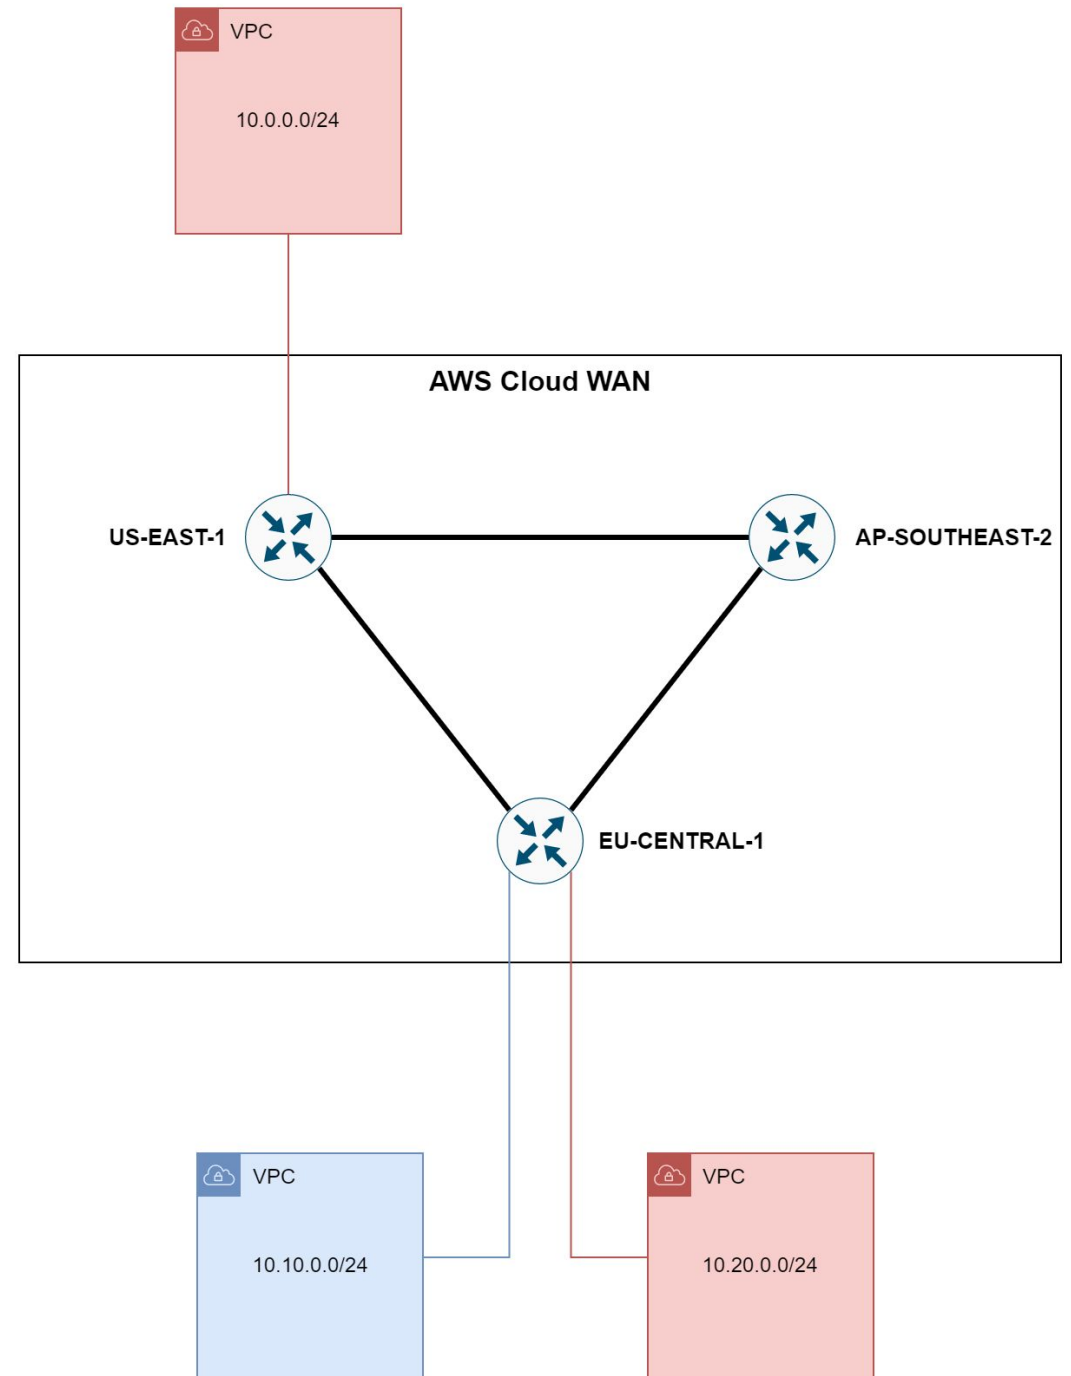 VPC
10.0.0.0/24
AWS Cloud WAN
US-EAST-1
AP-SOUTHEAST-2
EU-CENTRAL-1
VPC
10.10.0.0/24
VPC
10.20.0.0/24